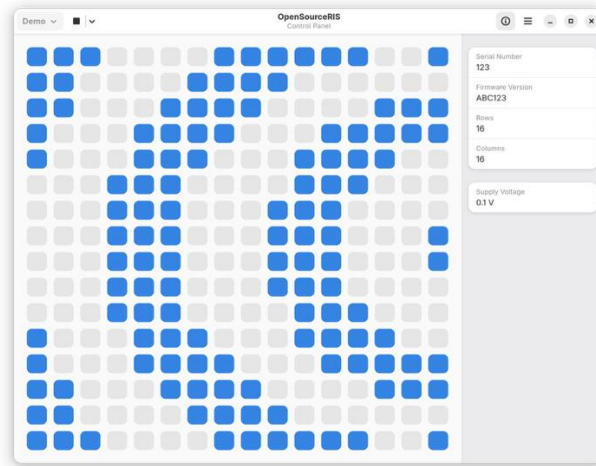 Demo
OpenSourceRIS
Control Panel
Serial Number
123
Firmware Version
ABC123
Rows
16
Columns
16
Supply Voltage
0.1 V